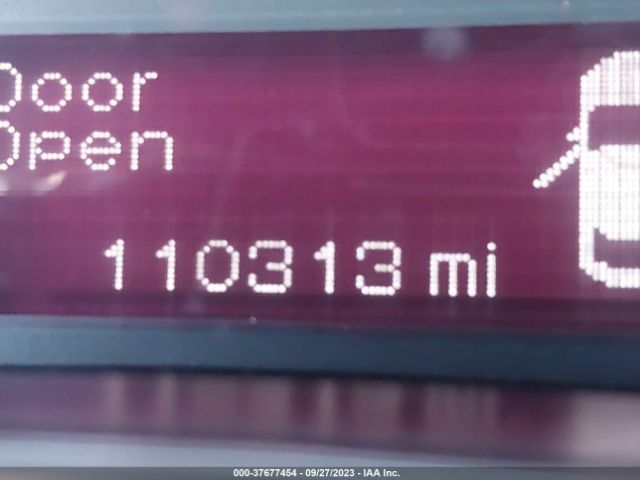 Door
Open
110313 mi
000-37677454 - 09/27/2023 - IAA Inc.